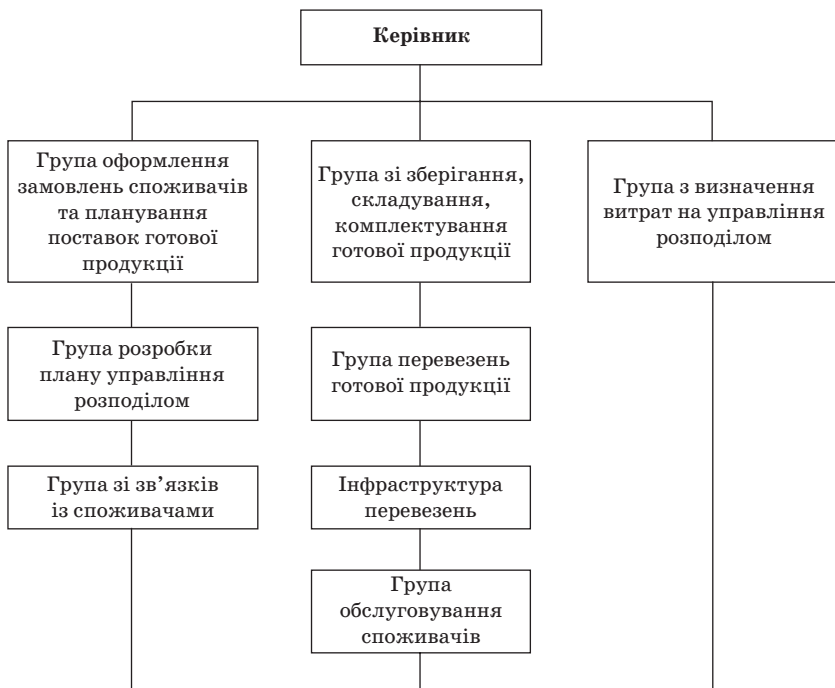 Керівник
Група оформлення
замовлень споживачів
та планування
поставок готової
продукції
Група зі зберігання,
складування,
комплектування
готової продукції
Група з визначення
витрат на управління
розподілом
Група розробки
плану управління
розподілом
Група перевезень
готової продукції
Група зі зв’язків
із споживачами
Інфраструктура
перевезень
Група
обслуговування
споживачів